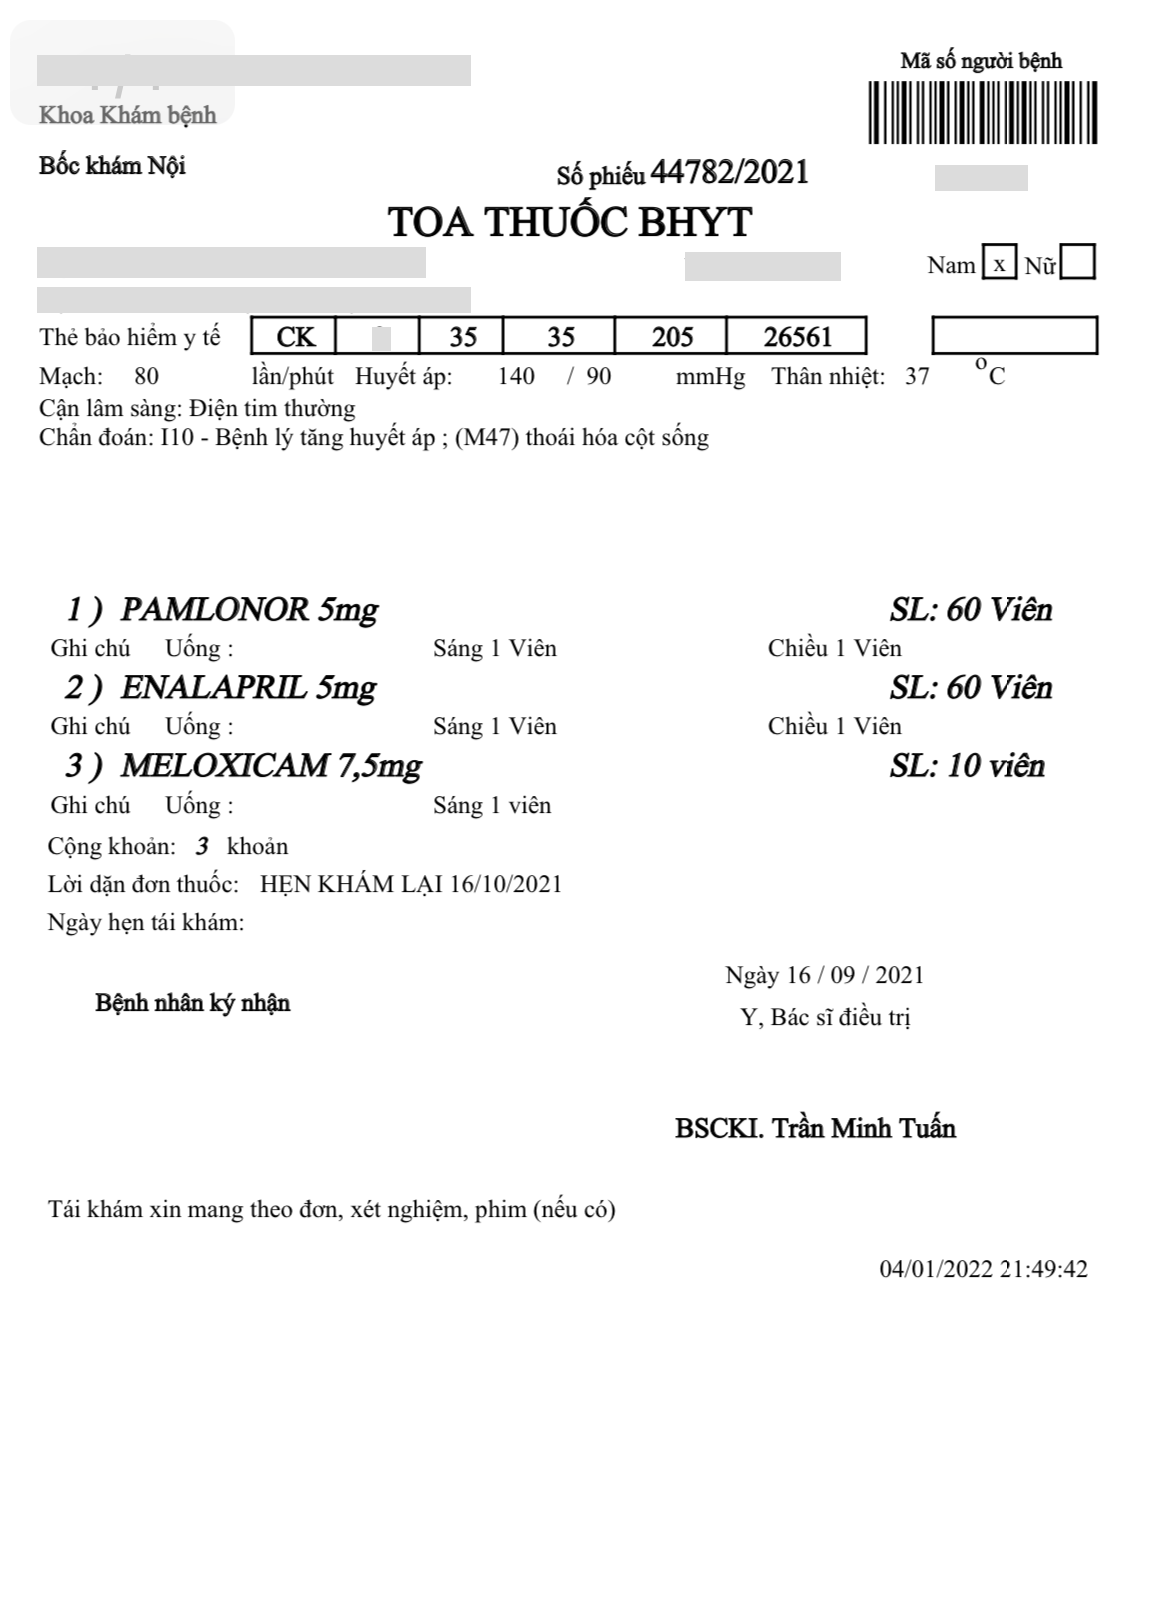 Mã số người bệnh
Khoa Khám bệnh
Bốc khám Nội
Số phiếu 44782/2021
TOA THUỐC BHYT
Nam x Nữ
Thẻ bảo hiểm y tế CK 35 35 205 26561
Mạch: 80 lần/phút Huyết áp: 140 / 90 mmHg Thân nhiệt: 37 °C
Cận lâm sàng: Điện tim thường
Chẩn đoán: I10 - Bệnh lý tăng huyết áp ; (M47) thoái hóa cột sống
1 ) PAMLONOR 5mg SL: 60 Viên
Ghi chú Uống : Sáng 1 Viên Chiều 1 Viên
2 ) ENALAPRIL 5mg SL: 60 Viên
Ghi chú Uống : Sáng 1 Viên Chiều 1 Viên
3 ) MELOXICAM 7,5mg SL: 10 viên
Ghi chú Uống : Sáng 1 viên
Cộng khoản: 3 khoản
Lời dặn đơn thuốc: HẸN KHÁM LẠI 16/10/2021
Ngày hẹn tái khám:
Ngày 16 / 09 / 2021
Bệnh nhân ký nhận
Y, Bác sĩ điều trị
BSCKI. Trần Minh Tuấn
Tái khám xin mang theo đơn, xét nghiệm, phim (nếu có)
04/01/2022 21:49:42